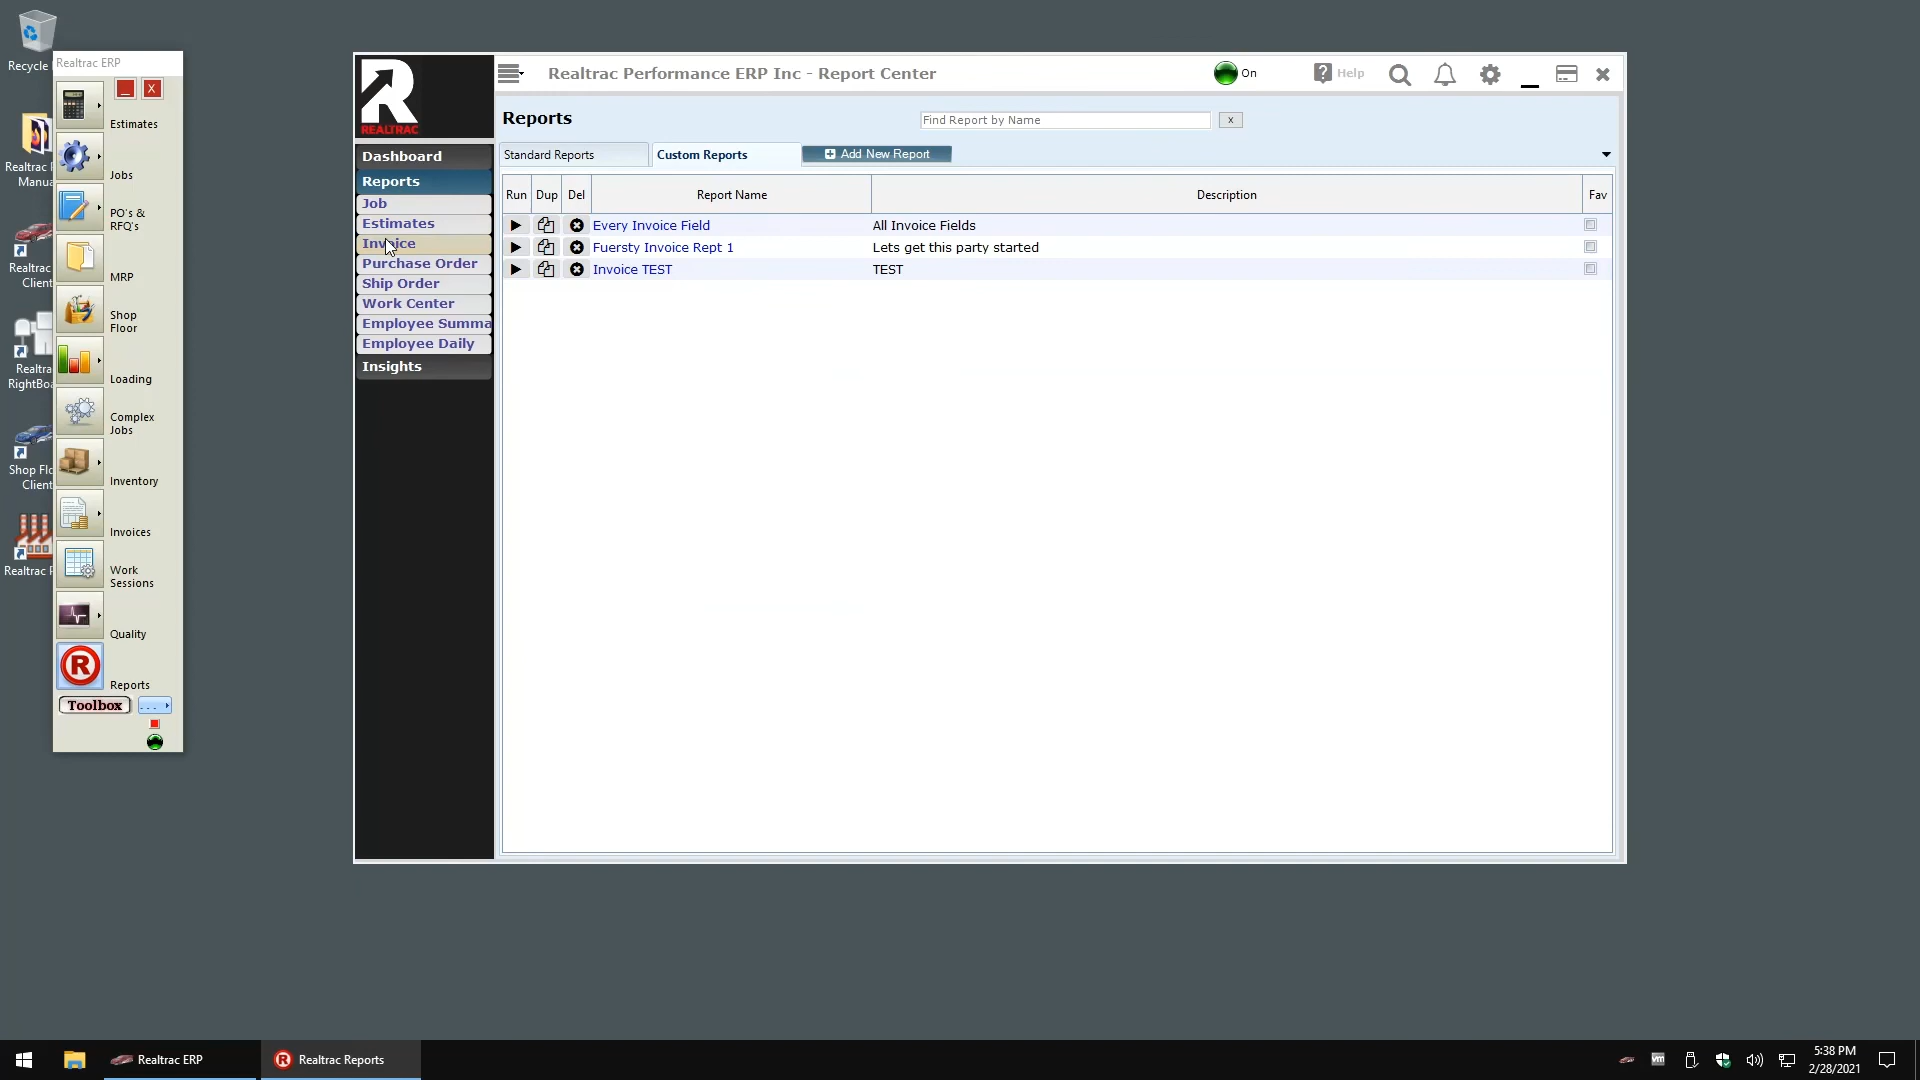 Recycle
Realtrac ERP
Estimates
Jobs
PO's &
RFQ's
MRP
Shop
Floor
Loading
Complex
Jobs
Inventory
Invoices
Work
Sessions
Quality
Reports
Toolbox
...
X
Realtrac
Manua
Realtrac
Client
Realtra
RightBoa
Shop Flo
Client
Realtrac
REALTRAC
Realtrac Performance ERP Inc - Report Center
On
Help
Dashboard
Reports
Job
Estimates
Invoice
Purchase Order
Ship Order
Work Center
Employee Summa
Employee Daily
Insights
Reports
Find Report by Name
x
Standard Reports
Custom Reports
Add New Report
Run Dup Del Report Name Description Fav
Every Invoice Field All Invoice Fields
Fuersty Invoice Rept 1 Lets get this party started
Invoice TEST TEST
Realtrac ERP
Realtrac Reports
5:38 PM
2/28/2021